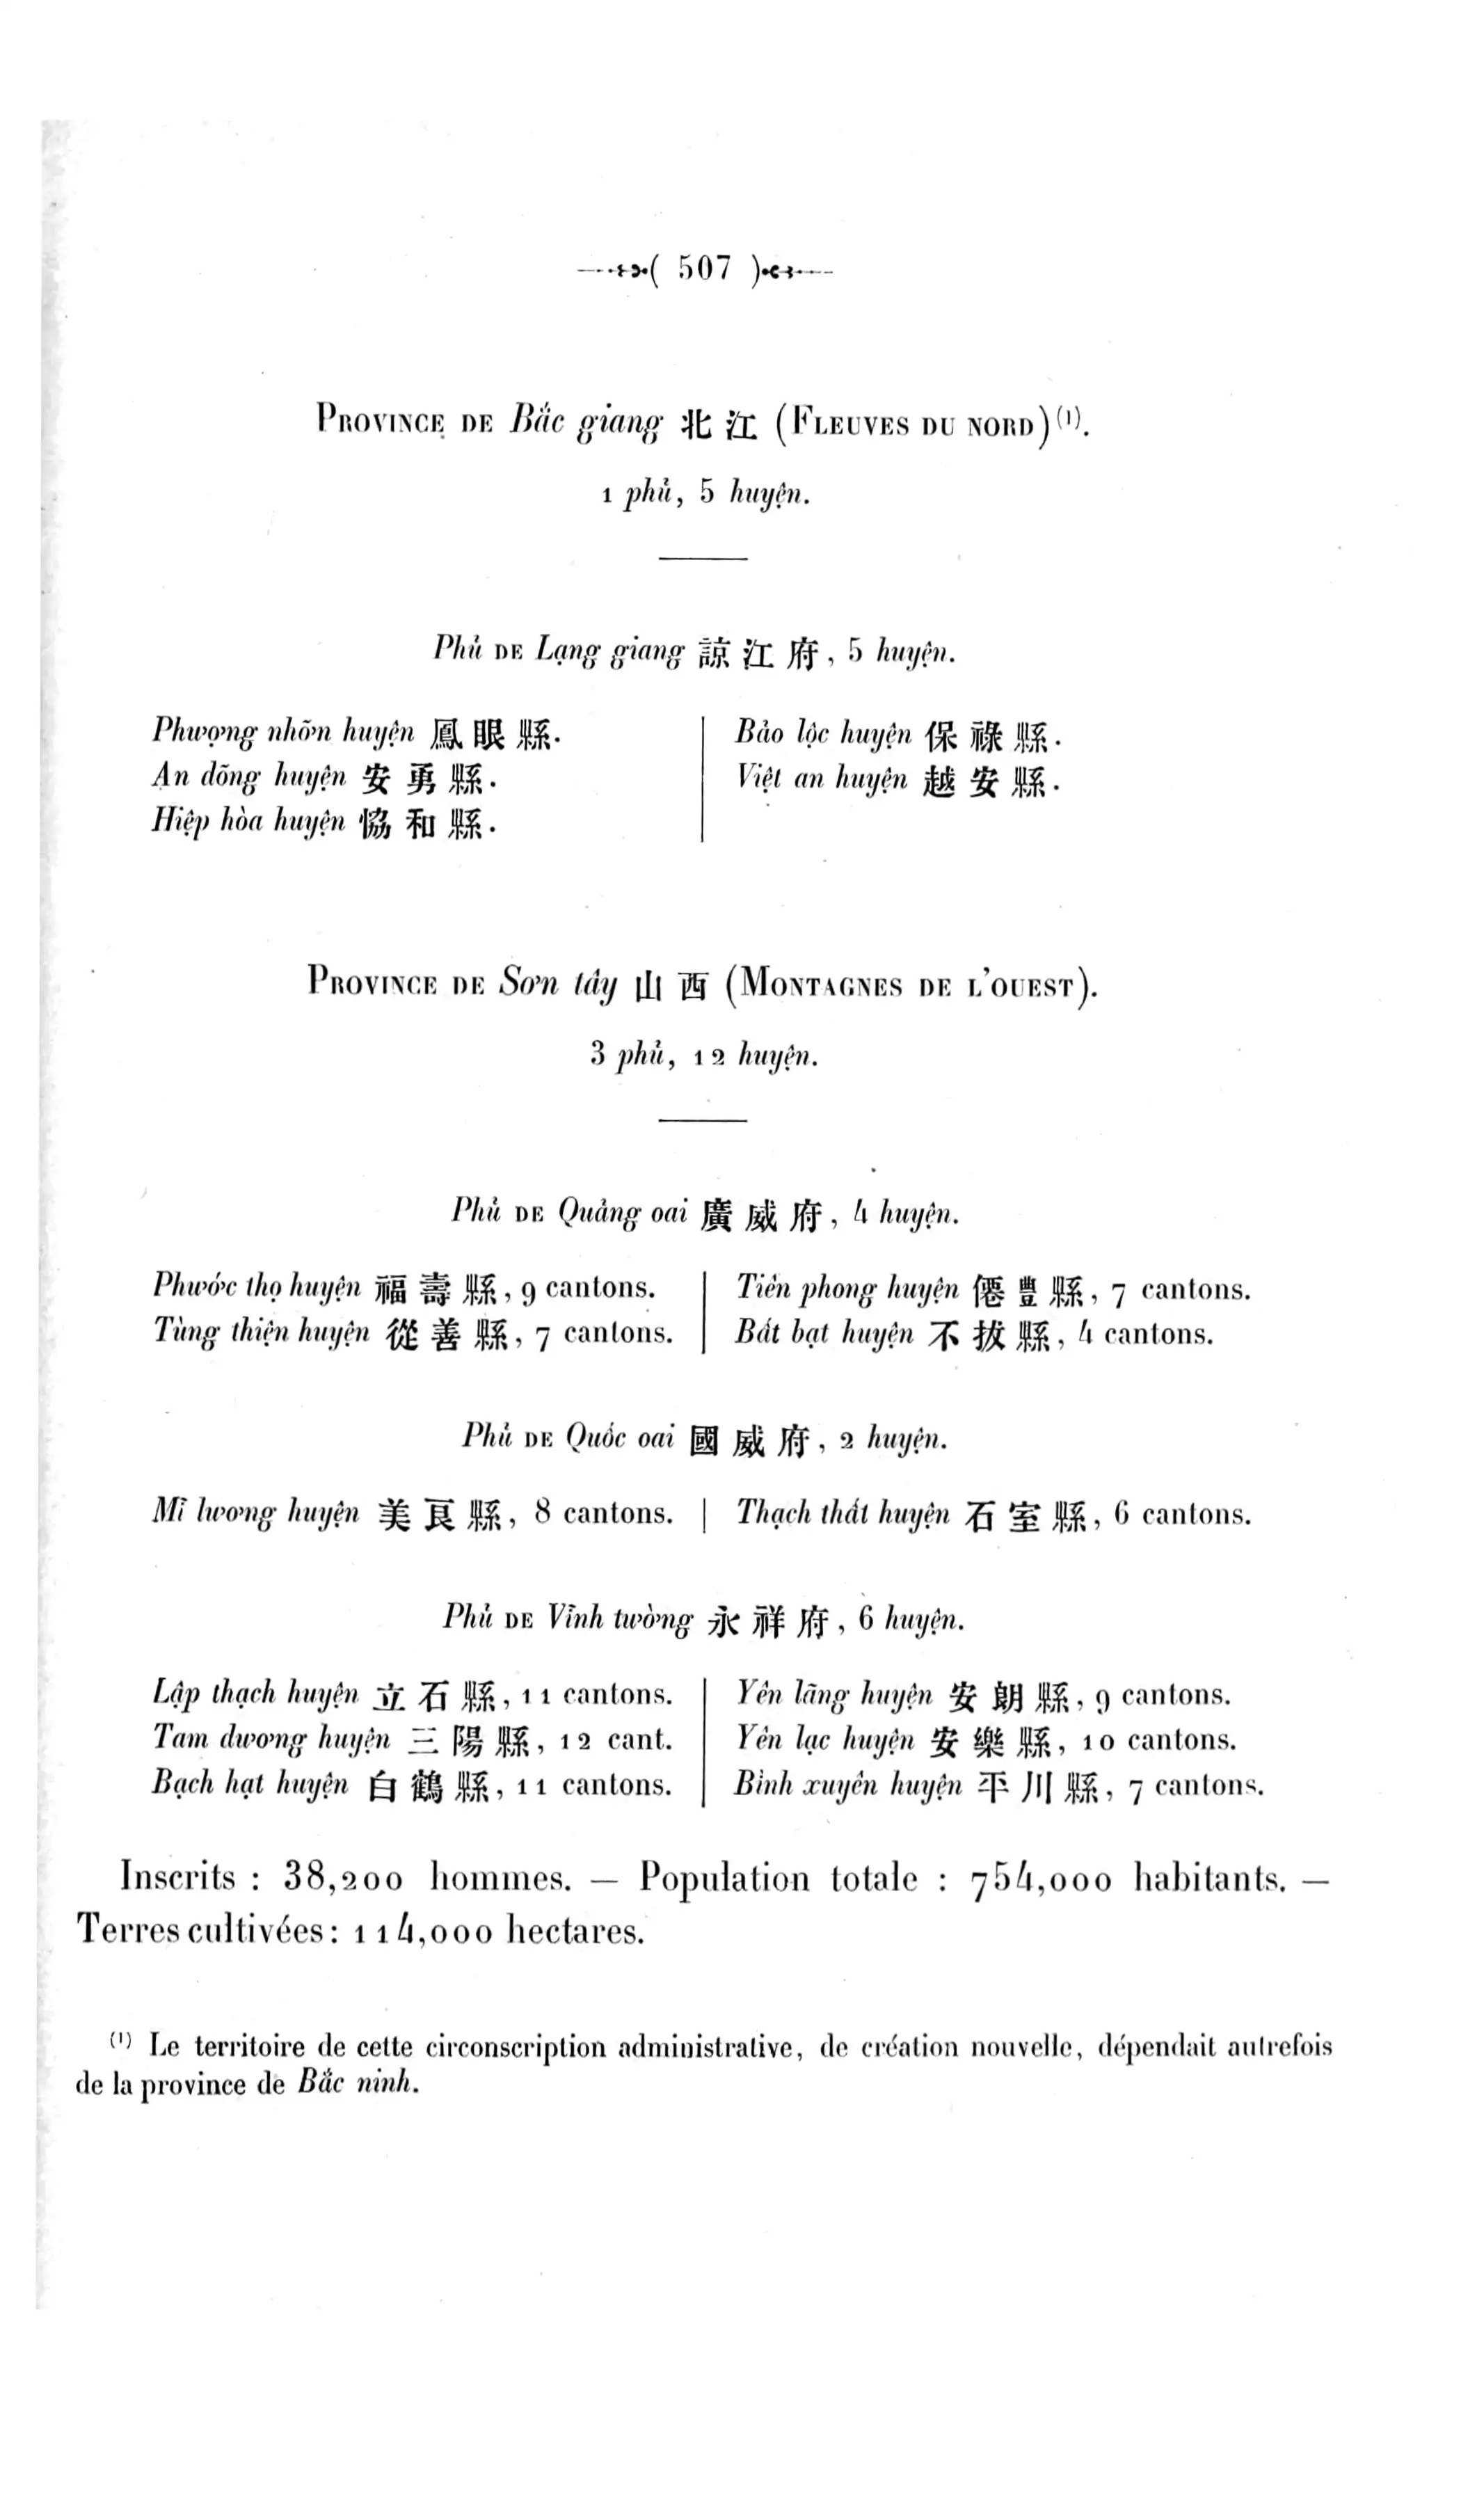 ( 507 )
PROVINCE DE Bắc giang 北江 (FLEUVES DU NORD)(1).
1 phủ, 5 huyện.
Phủ DE Lạng giang 諒江府, 5 huyện.
Phượng nhỡn huyện 鳳眼縣.
An dõng huyện 安勇縣.
Hiệp hòa huyện 協和縣.
Bảo lộc huyện 保祿縣.
Việt an huyện 越安縣.
PROVINCE DE Sơn tây 山西 (MONTAGNES DE L'OUEST).
3 phủ, 12 huyện.
Phủ DE Quảng oai 廣威府, 4 huyện.
Phước thọ huyện 福壽縣, 9 cantons.
Tùng thiện huyện 從善縣, 7 cantons.
Tiên phong huyện 僊豐縣, 7 cantons.
Bất bạt huyện 不拔縣, 4 cantons.
Phủ DE Quốc oai 國威府, 2 huyện.
Mĩ lương huyện 美良縣, 8 cantons.
Thạch thất huyện 石室縣, 6 cantons.
Phủ DE Vĩnh tường 永祥府, 6 huyện.
Lập thạch huyện 立石縣, 11 cantons.
Tam dương huyện 三陽縣, 12 cant.
Bạch hạt huyện 白鶴縣, 11 cantons.
Yên lãng huyện 安朗縣, 9 cantons.
Yên lạc huyện 安樂縣, 10 cantons.
Bình xuyên huyện 平川縣, 7 cantons.
Inscrits : 38,200 hommes. — Population totale : 754,000 habitants. —
Terres cultivées : 114,000 hectares.
(1) Le territoire de cette circonscription administrative, de création nouvelle, dépendait autrefois
de la province de Bắc ninh.